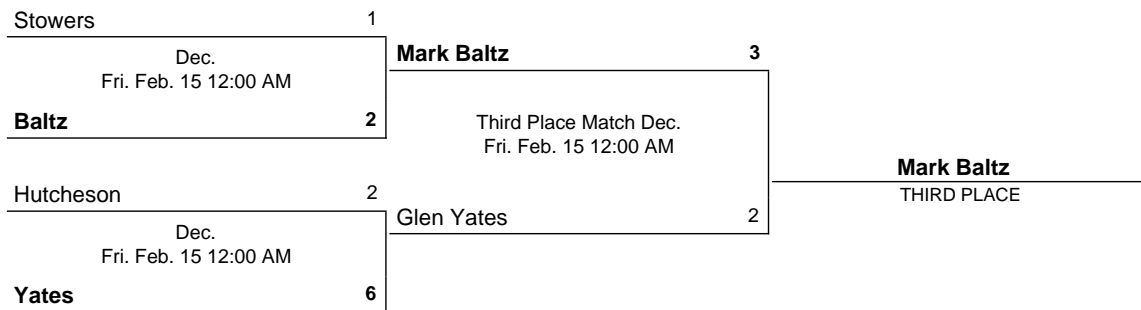 Stowers 1
Dec.
Fri. Feb. 15 12:00 AM
Baltz 2
Mark Baltz 3
Third Place Match Dec.
Fri. Feb. 15 12:00 AM
Hutcheson 2
Dec.
Fri. Feb. 15 12:00 AM
Yates 6
Glen Yates 2
Mark Baltz
THIRD PLACE